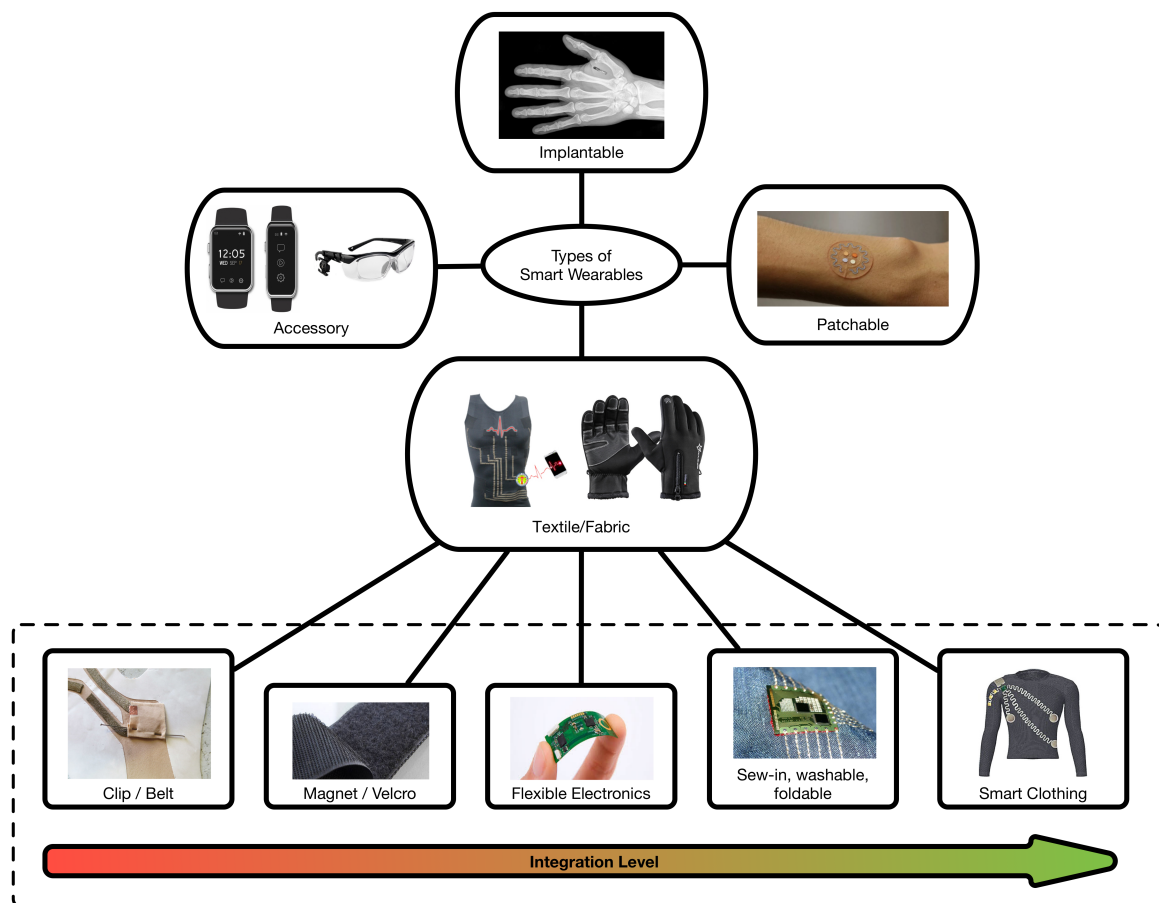 Implantable
Types of
Smart Wearables
12:05
Accessory
Patchable
Textile/Fabric
Clip / Belt
Magnet / Velcro
Flexible Electronics
Sew-in, washable,
foldable
Smart Clothing
Integration Level